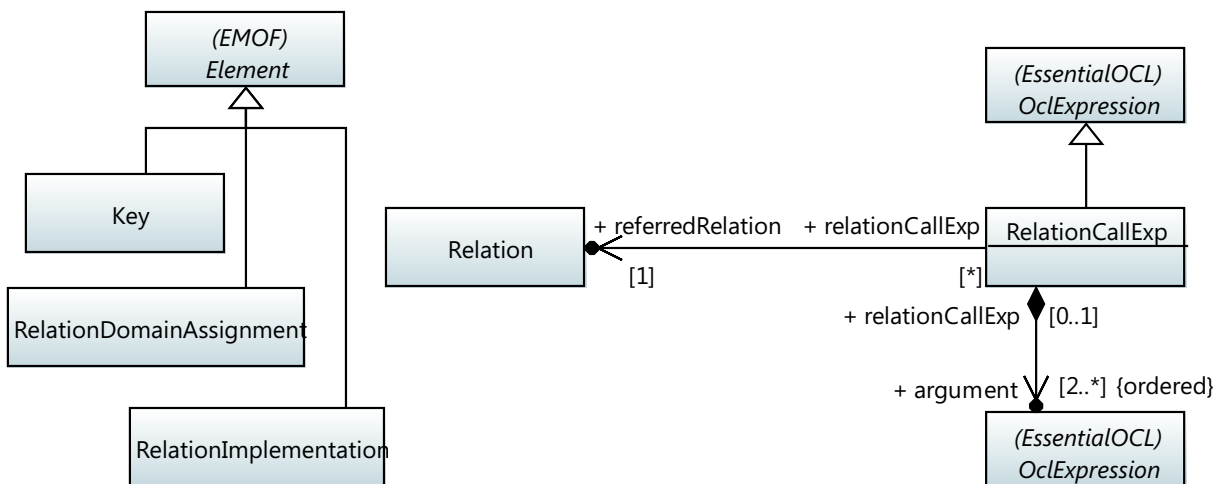 (EMOF)
Element
Key
RelationDomainAssignment
RelationImplementation
(EssentialOCL)
OclExpression
Relation
+ referredRelation
+ relationCallExp
RelationCallExp
[1]
[*]
+ relationCallExp
[0..1]
+ argument
[2..*] {ordered}
(EssentialOCL)
OclExpression